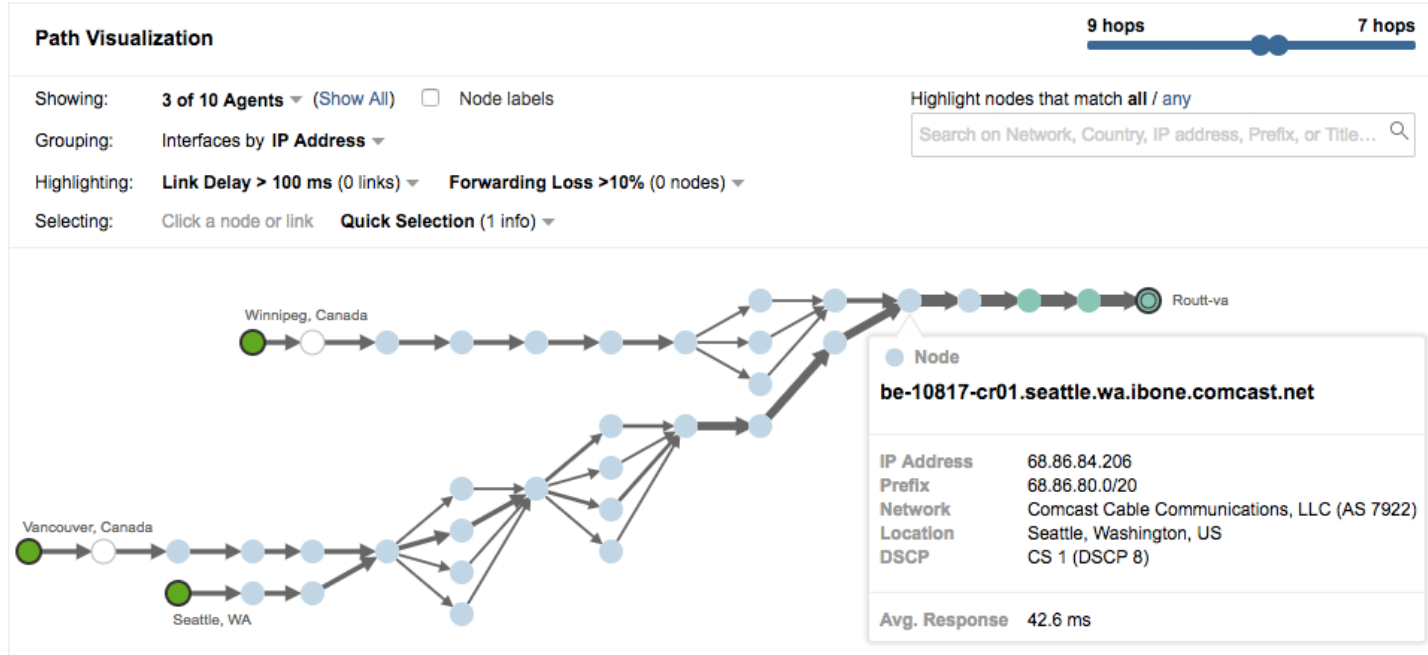 Path Visualization
9 hops 7 hops
Showing: 3 of 10 Agents (Show All) Node labels
Highlight nodes that match all / any
Grouping: Interfaces by IP Address
Search on Network, Country, IP address, Prefix, or Title...
Highlighting: Link Delay > 100 ms (0 links) Forwarding Loss >10% (0 nodes)
Selecting: Click a node or link Quick Selection (1 info)
Winnipeg, Canada
Routt-va
Vancouver, Canada
Seattle, WA
Node
be-10817-cr01.seattle.wa.ibone.comcast.net
IP Address 68.86.84.206
Prefix 68.86.80.0/20
Network Comcast Cable Communications, LLC (AS 7922)
Location Seattle, Washington, US
DSCP CS 1 (DSCP 8)
Avg. Response 42.6 ms